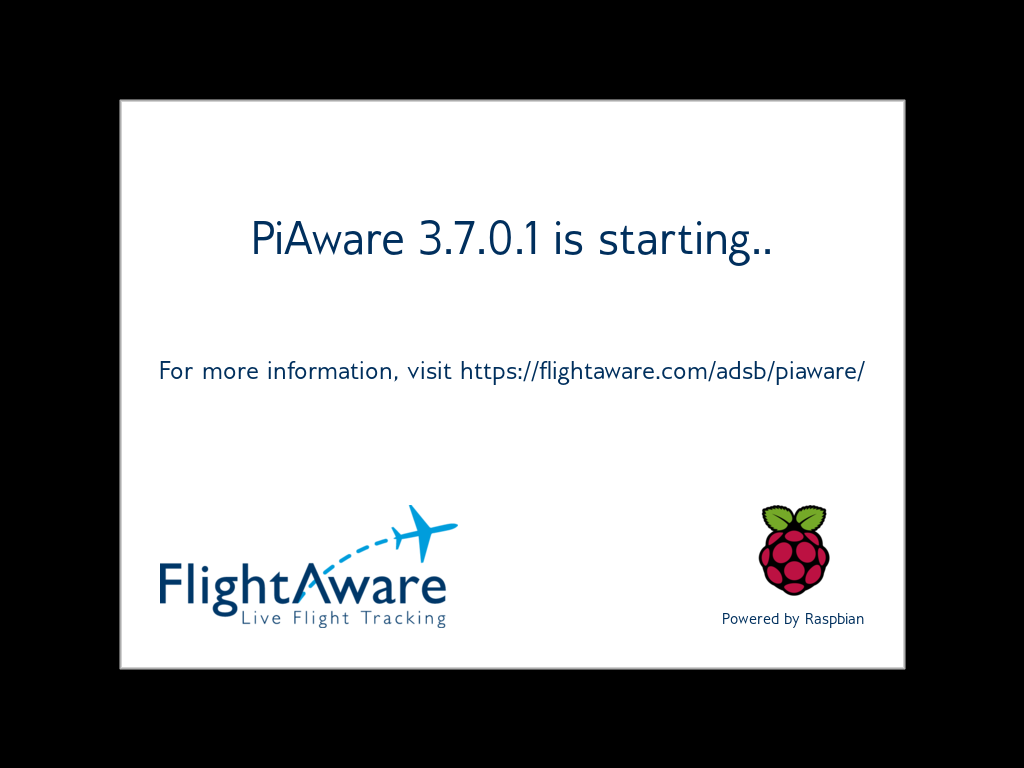 PiAware 3.7.0.1 is starting..
For more information, visit https://flightaware.com/adsb/piaware/
FlightAware
Live Flight Tracking
Powered by Raspbian